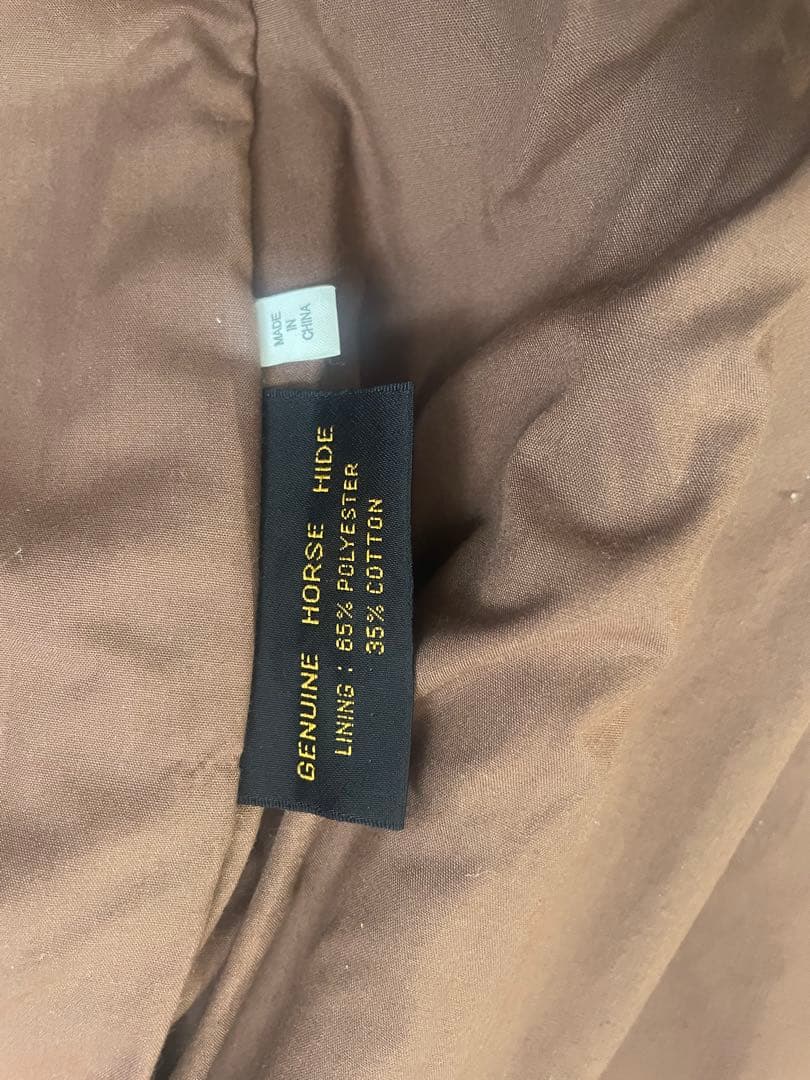 MADE
IN
CHINA
GENUINE HORSE HIDE
LINING : 65% POLYESTER
35% COTTON